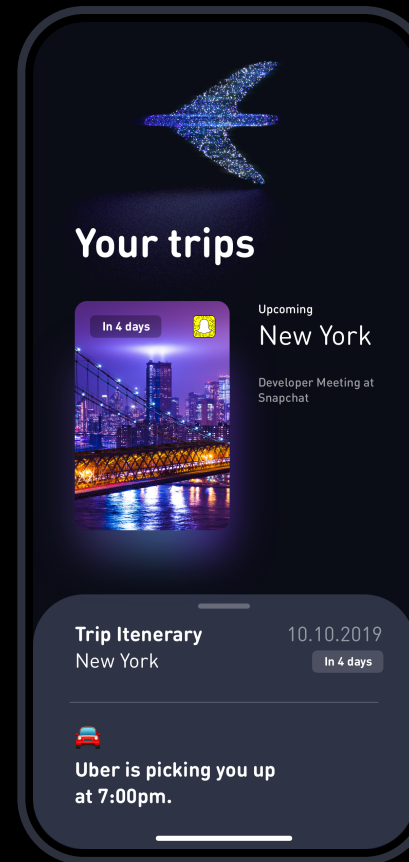 Your trips
In 4 days
Upcoming
New York
Developer Meeting at
Snapchat
Trip Itenerary
10.10.2019
New York
In 4 days
Uber is picking you up
at 7:00pm.